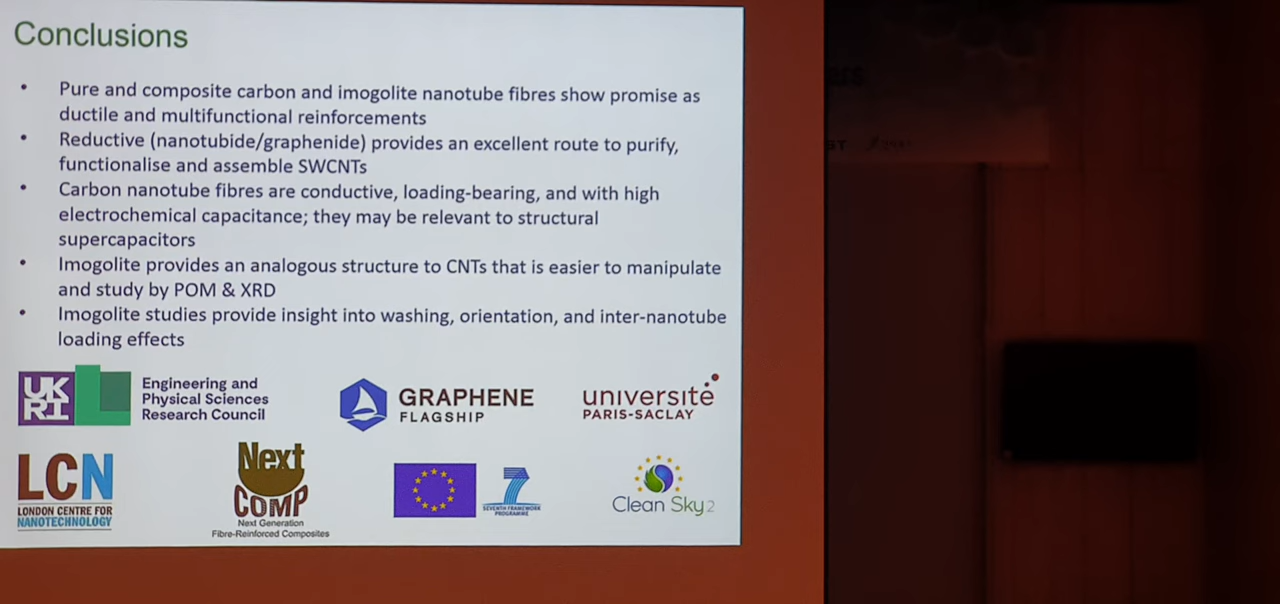 Conclusions
• Pure and composite carbon and imogolite nanotube fibres show promise as
ductile and multifunctional reinforcements
• Reductive (nanotubide/graphenide) provides an excellent route to purify,
functionalise and assemble SWCNTs
• Carbon nanotube fibres are conductive, loading-bearing, and with high
electrochemical capacitance; they may be relevant to structural
supercapacitors
• Imogolite provides an analogous structure to CNTs that is easier to manipulate
and study by POM & XRD
• Imogolite studies provide insight into washing, orientation, and inter-nanotube
loading effects
UK
RI
Engineering and
Physical Sciences
Research Council
GRAPHENE
FLAGSHIP
université
PARIS-SACLAY
LCN
LONDON CENTRE FOR
NANOTECHNOLOGY
Next
COMP
Next Generation
Fibre-Reinforced Composites
7
SEVENTH FRAMEWORK
PROGRAMME
Clean Sky 2